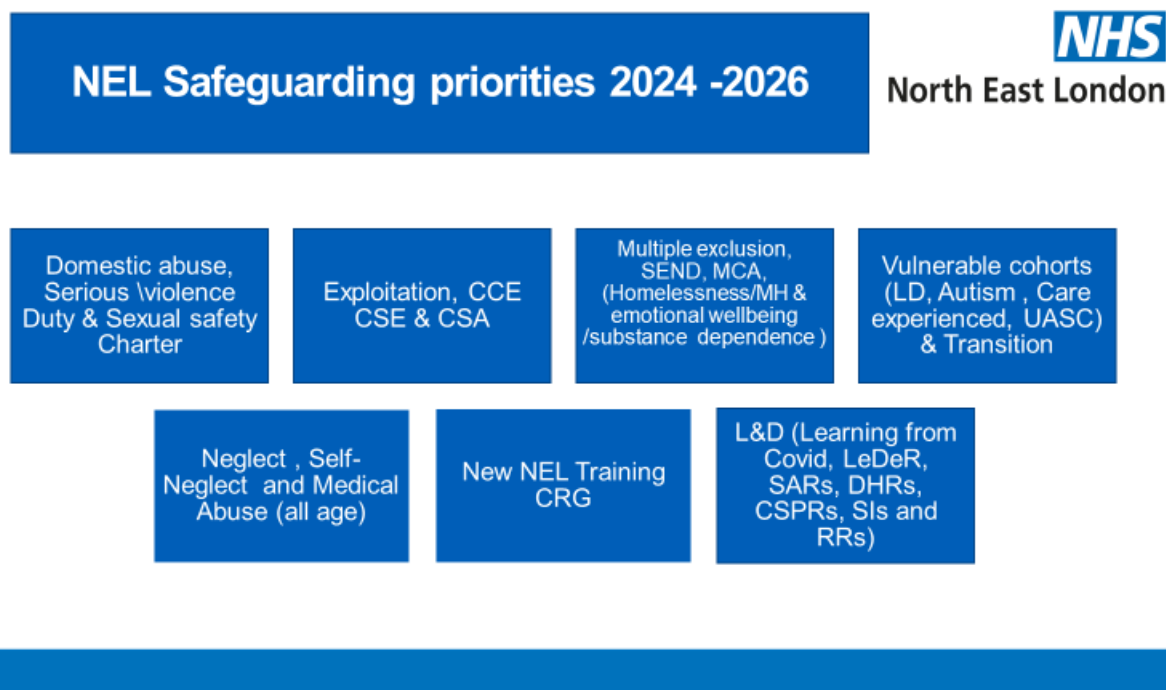 NEL Safeguarding priorities 2024 -2026
NHS
North East London
Domestic abuse,
Serious \violence
Duty & Sexual safety
Charter
Exploitation, CCE
CSE & CSA
Multiple exclusion,
SEND, MCA,
(Homelessness/MH &
emotional wellbeing
/substance dependence )
Vulnerable cohorts
(LD, Autism , Care
experienced, UASC)
& Transition
Neglect , Self-
Neglect and Medical
Abuse (all age)
New NEL Training
CRG
L&D (Learning from
Covid, LeDeR,
SARs, DHRs,
CSPRs, SIs and
RRs)